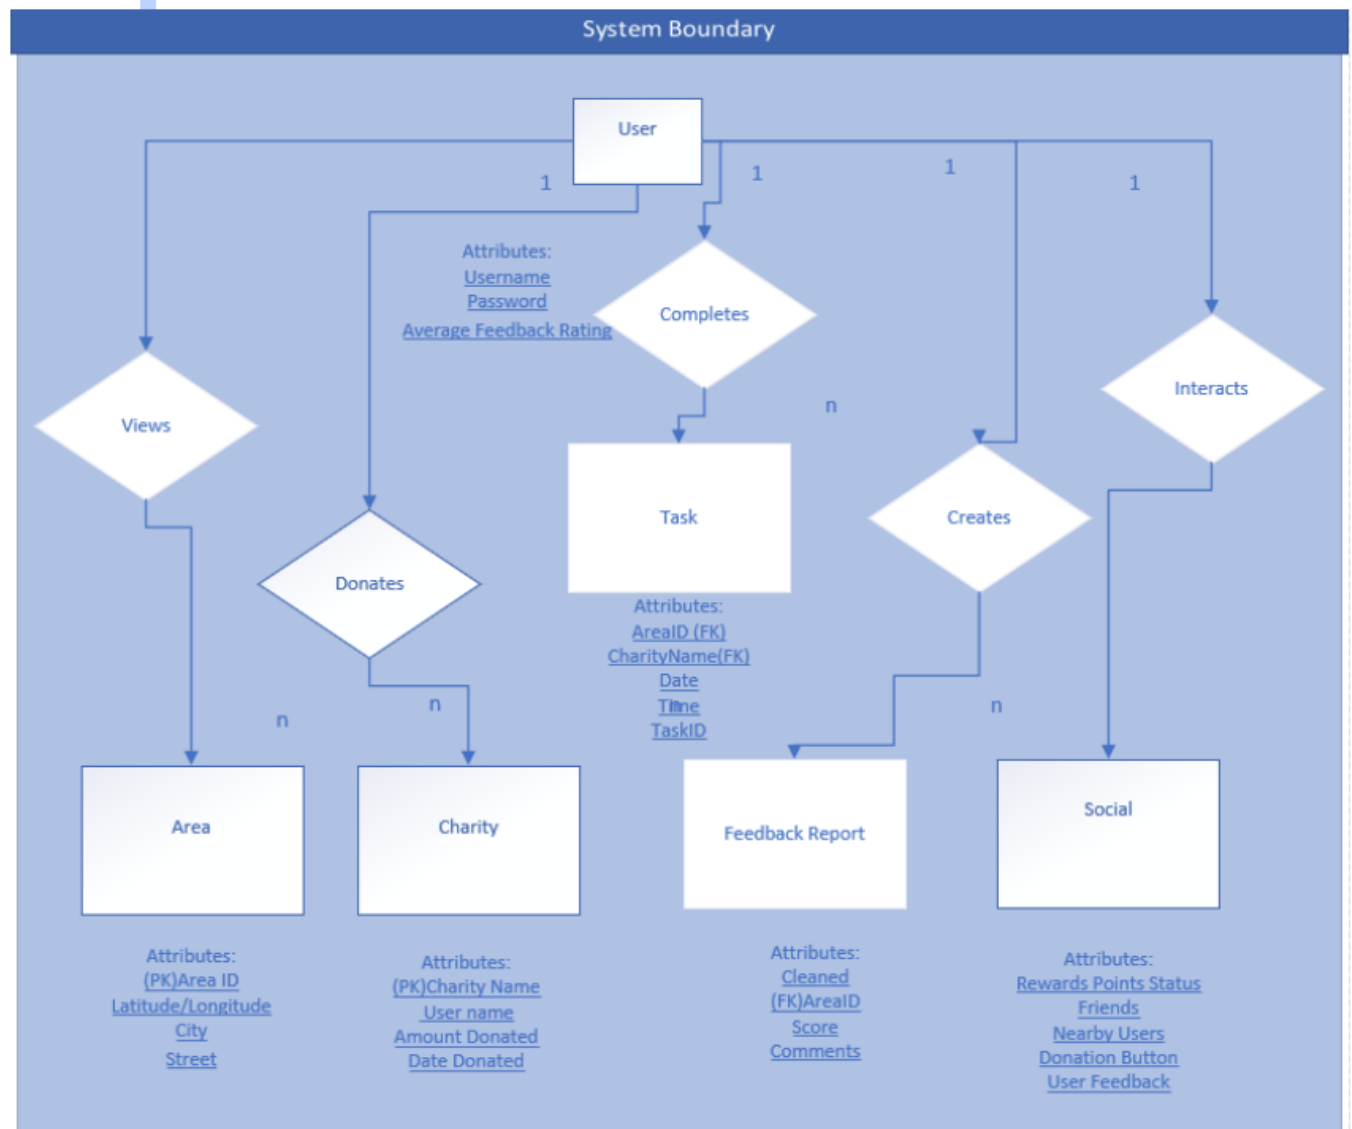 System Boundary
User
1
1
1
1
Attributes:
Username
Password
Average Feedback Rating
Completes
Interacts
Views
n
Task
Creates
Donates
Attributes:
AreaID (FK)
CharityName(FK)
Date
Time
n
TaskID
n
n
n
Area
Charity
Feedback Report
Social
Attributes:
(PK)Area ID
Latitude/Longitude
City
Street
Attributes:
(PK)Charity Name
User name
Amount Donated
Date Donated
Attributes:
Cleaned
(FK)AreaID
Score
Comments
Attributes:
Rewards Points Status
Friends
Nearby Users
Donation Button
User Feedback